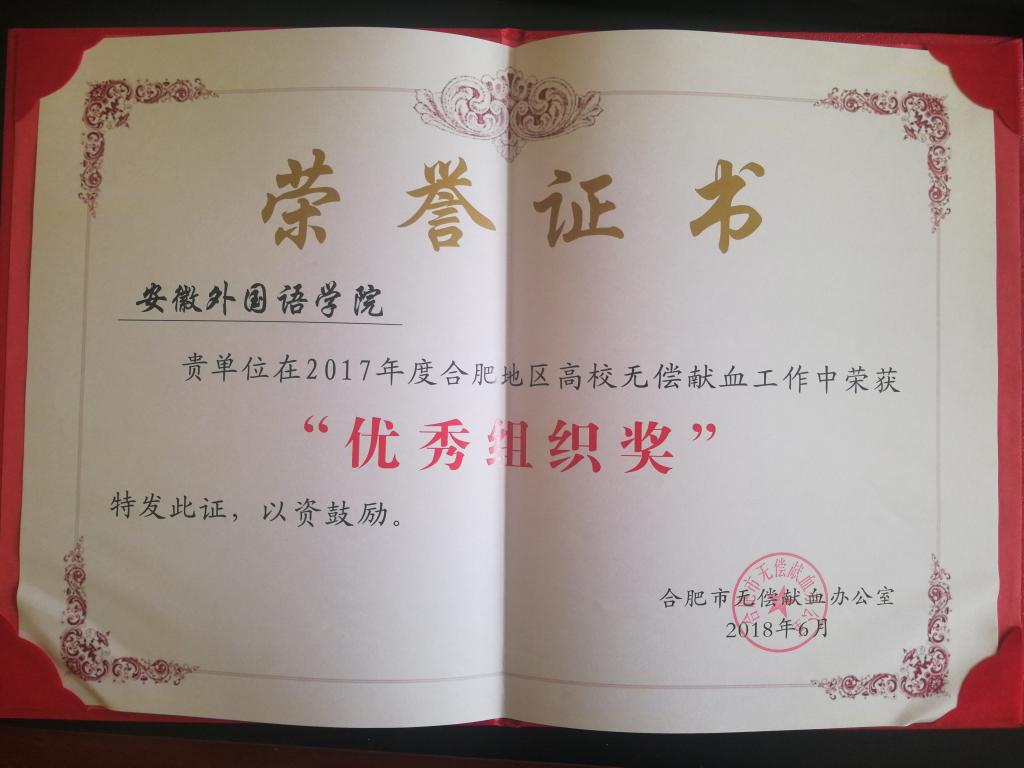 荣誉证书
安徽外国语学院
贵单位在2017年度合肥地区高校无偿献血工作中荣获
“优秀组织奖”
特发此证，以资鼓励。
合肥市无偿献血办公室
2018年6月